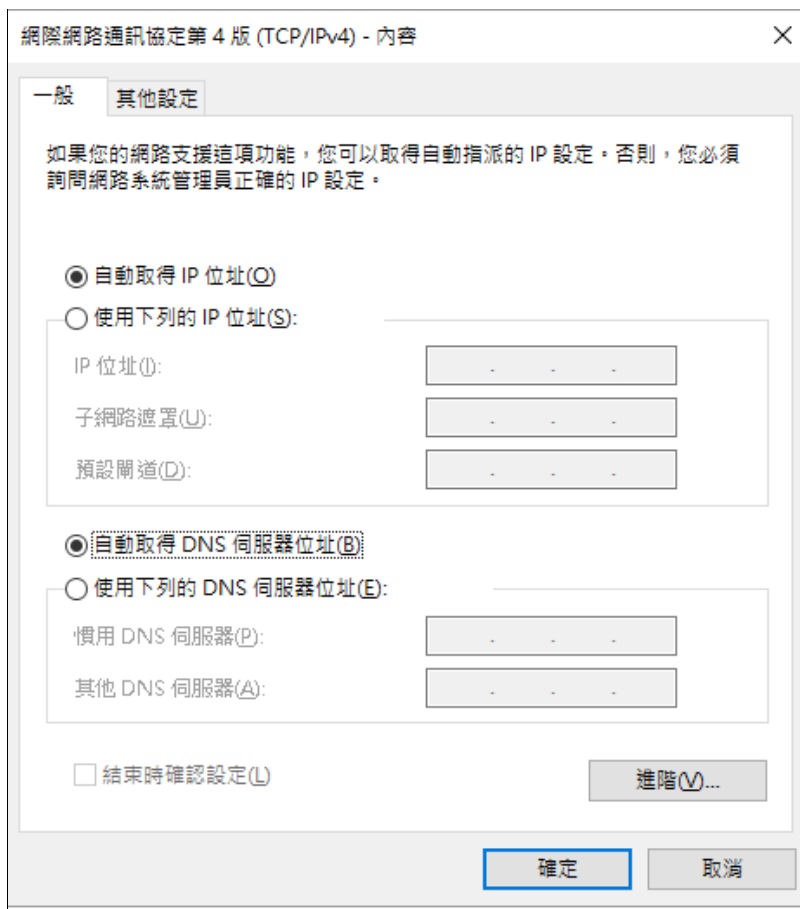 網際網路通訊協定第 4 版 (TCP/IPv4) - 內容
一般
其他設定
如果您的網路支援這項功能，您可以取得自動指派的 IP 設定。否則，您必須
詢問網路系統管理員正確的 IP 設定。
自動取得 IP 位址(O)
使用下列的 IP 位址(S):
IP 位址(I):
子網路遮罩(U):
預設閘道(D):
自動取得 DNS 伺服器位址(B)
使用下列的 DNS 伺服器位址(E):
慣用 DNS 伺服器(P):
其他 DNS 伺服器(A):
結束時確認設定(L)
進階(V)...
確定
取消